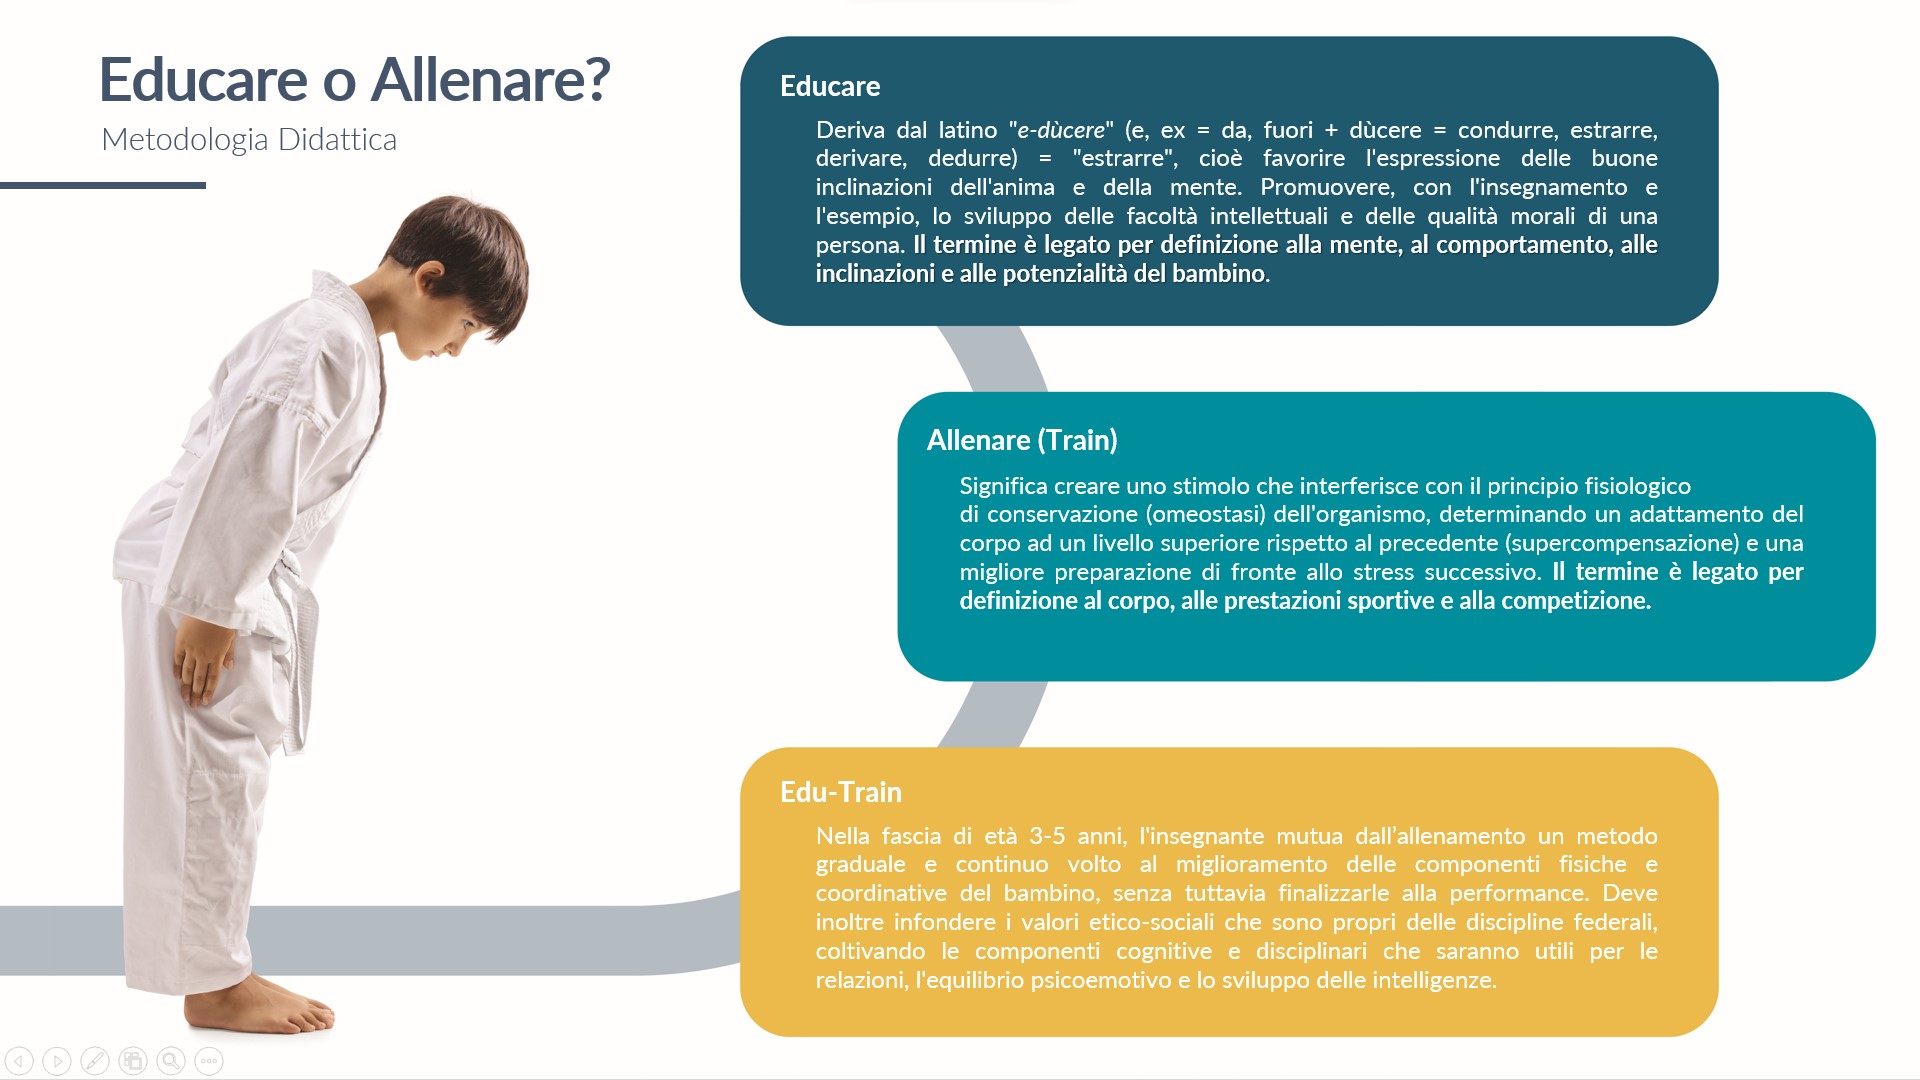 Educare o Allenare?
Metodologia Didattica
Educare
Deriva dal latino "e-dùcere" (e, ex = da, fuori + dùcere = condurre, estrarre,
derivare, dedurre) = "estrarre", cioè favorire l'espressione delle buone
inclinazioni dell'anima e della mente. Promuovere, con l'insegnamento e
l'esempio, lo sviluppo delle facoltà intellettuali e delle qualità morali di una
persona. Il termine è legato per definizione alla mente, al comportamento, alle
inclinazioni e alle potenzialità del bambino.
Allenare (Train)
Significa creare uno stimolo che interferisce con il principio fisiologico
di conservazione (omeostasi) dell'organismo, determinando un adattamento del
corpo ad un livello superiore rispetto al precedente (supercompensazione) e una
migliore preparazione di fronte allo stress successivo. Il termine è legato per
definizione al corpo, alle prestazioni sportive e alla competizione.
Edu-Train
Nella fascia di età 3-5 anni, l'insegnante mutua dall’allenamento un metodo
graduale e continuo volto al miglioramento delle componenti fisiche e
coordinative del bambino, senza tuttavia finalizzarle alla performance. Deve
inoltre infondere i valori etico-sociali che sono propri delle discipline federali,
coltivando le componenti cognitive e disciplinari che saranno utili per le
relazioni, l'equilibrio psicoemotivo e lo sviluppo delle intelligenze.